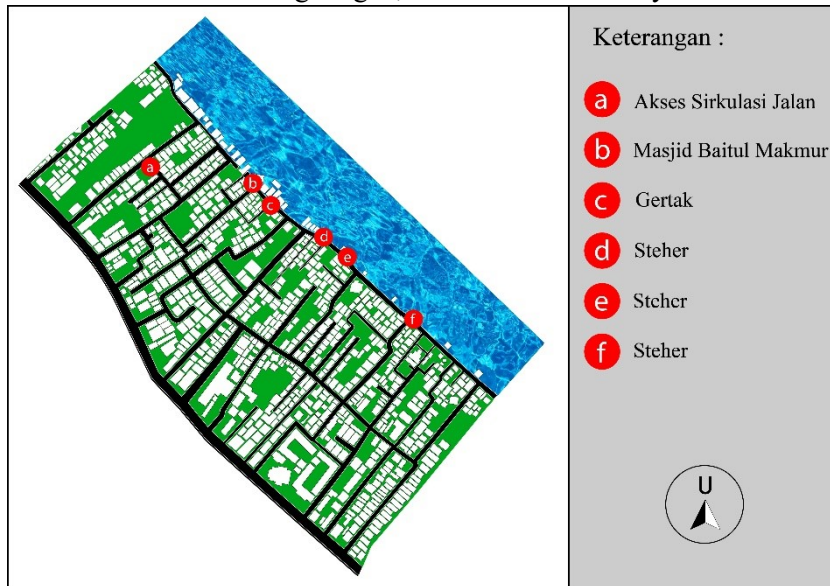 Keterangan :
a Akses Sirkulasi Jalan
b Masjid Baitul Makmur
c Gertak
d Steher
e Steher
f Steher
U
a
b
c
d
e
f